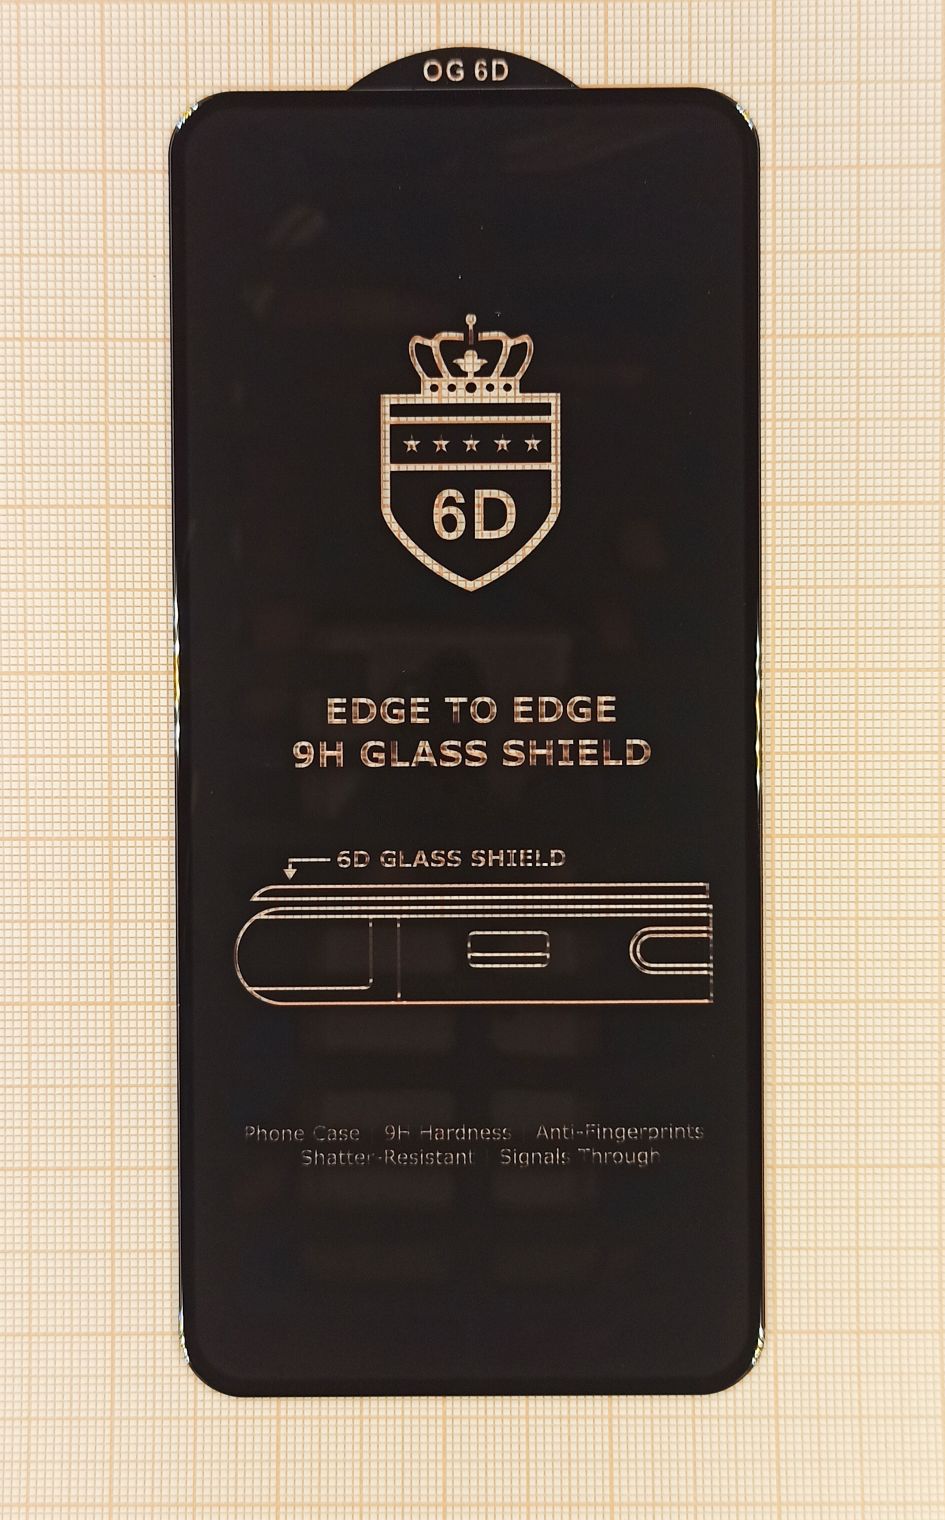 OG 6D
6D
EDGE TO EDGE
9H GLASS SHIELD
6D GLASS SHIELD
Phone Case | 9H Hardness | Anti-Fingerprints
Shatter-Resistant | Signals Through